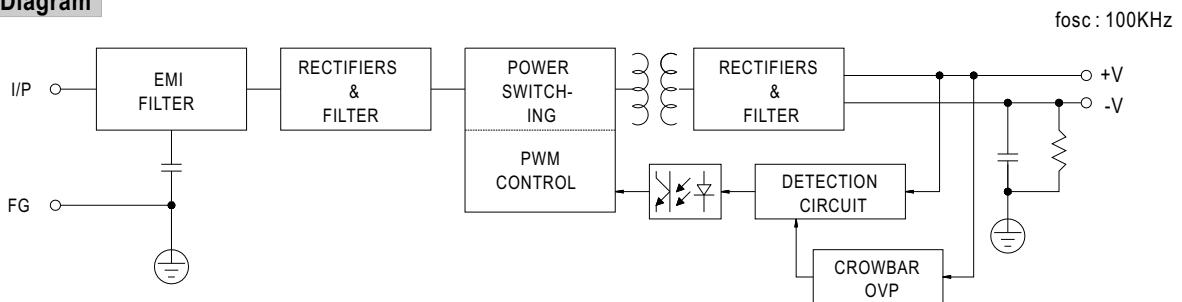 Diagram
fosc : 100KHz
I/P
EMI
FILTER
RECTIFIERS
&
FILTER
POWER
SWITCH-
ING
PWM
CONTROL
RECTIFIERS
&
FILTER
+V
-V
DETECTION
CIRCUIT
FG
CROWBAR
OVP